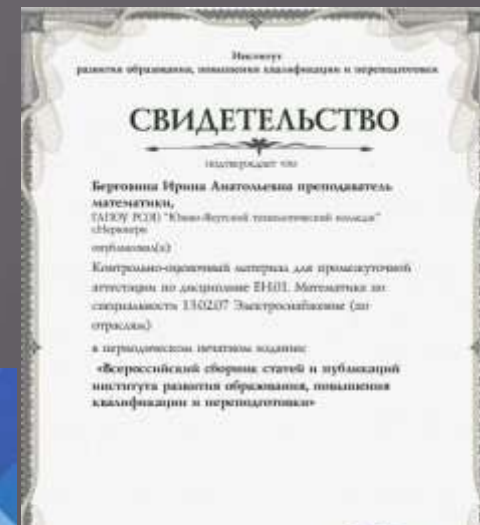 Институт
развития образования, повышения квалификации и переподготовки
СВИДЕТЕЛЬСТВО
подтверждает что
Ирина Анатольевна преподаватель
математики,
ГАПОУ РС(Я) "Южно-Якутский технологический колледж"
г.Нерюнгри
опубликовал(а):
Контрольно-оценочный материал для промежуточной
аттестации по дисциплине ЕН.01. Математика по
специальности 13.02.07 Электроснабжение (по
отраслям)
в периодическом печатном издании:
«Всероссийский сборник статей и публикаций
института развития образования, повышения
квалификации и переподготовки»